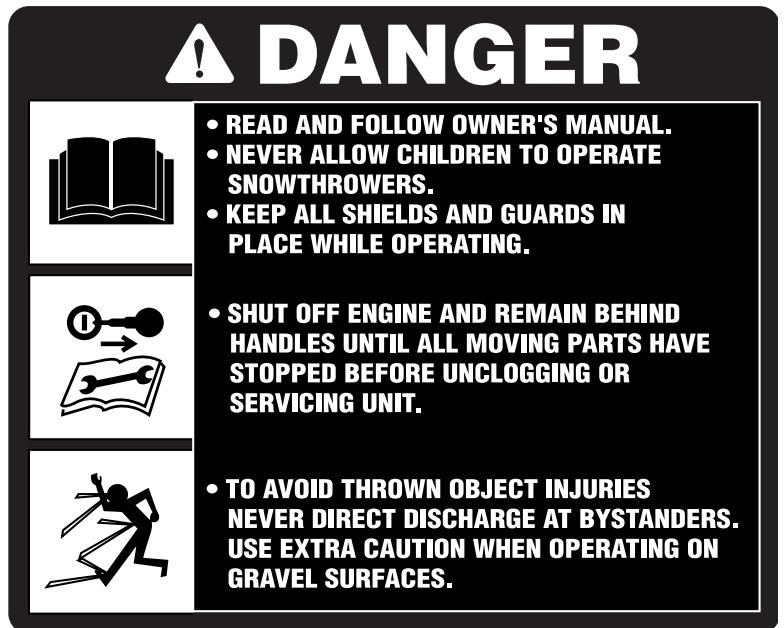 DANGER
• READ AND FOLLOW OWNER'S MANUAL.
• NEVER ALLOW CHILDREN TO OPERATE
SNOWTHROWERS.
• KEEP ALL SHIELDS AND GUARDS IN
PLACE WHILE OPERATING.
• SHUT OFF ENGINE AND REMAIN BEHIND
HANDLES UNTIL ALL MOVING PARTS HAVE
STOPPED BEFORE UNCLOGGING OR
SERVICING UNIT.
• TO AVOID THROWN OBJECT INJURIES
NEVER DIRECT DISCHARGE AT BYSTANDERS.
USE EXTRA CAUTION WHEN OPERATING ON
GRAVEL SURFACES.